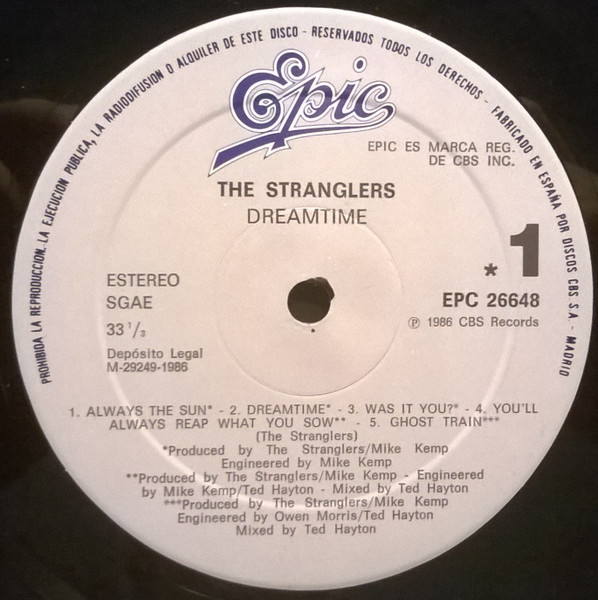 PROHIBIDA LA REPRODUCCION. LA EJECUCION PUBLICA, LA RADIODIFUSION O ALQUILER DE ESTE DISCO - RESERVADOS TODOS LOS DERECHOS - FABRICADO EN ESPAÑA POR DISCOS CBS S.A. - MADRID
Epic
EPIC ES MARCA REG.
DE CBS INC.
THE STRANGLERS
DREAMTIME
* 1
ESTEREO
SGAE
EPC 26648
33 1/3
℗ 1986 CBS Records
Depósito Legal
M-29249-1986
1. ALWAYS THE SUN* - 2. DREAMTIME* - 3. WAS IT YOU?* - 4. YOU'LL
ALWAYS REAP WHAT YOU SOW** - 5. GHOST TRAIN***
(The Stranglers)
*Produced by The Stranglers/Mike Kemp
Engineered by Mike Kemp
**Produced by The Stranglers/Mike Kemp - Engineered
by Mike Kemp/Ted Hayton - Mixed by Ted Hayton
***Produced by The Stranglers/Mike Kemp
Engineered by Owen Morris/Ted Hayton
Mixed by Ted Hayton